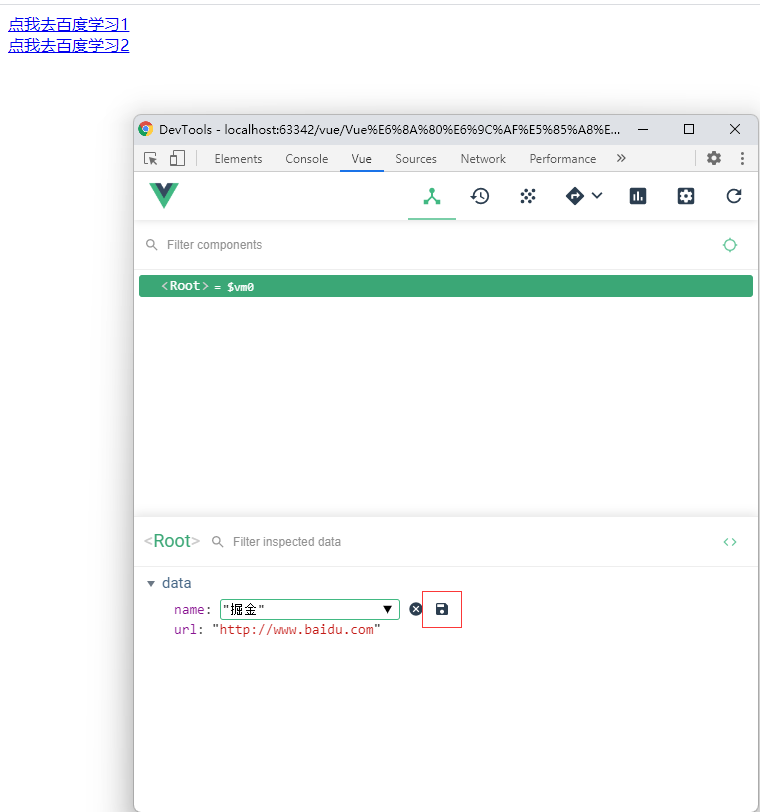 点我去百度学习1
点我去百度学习2
DevTools - localhost:63342/vue/Vue%E6%8A%80%E6%9C%AF%E5%85%A8%E...
Elements Console Vue Sources Network Performance
Filter components
<Root> = $vm0
<Root> Filter inspected data
data
name: "掘金"
url: "http://www.baidu.com"